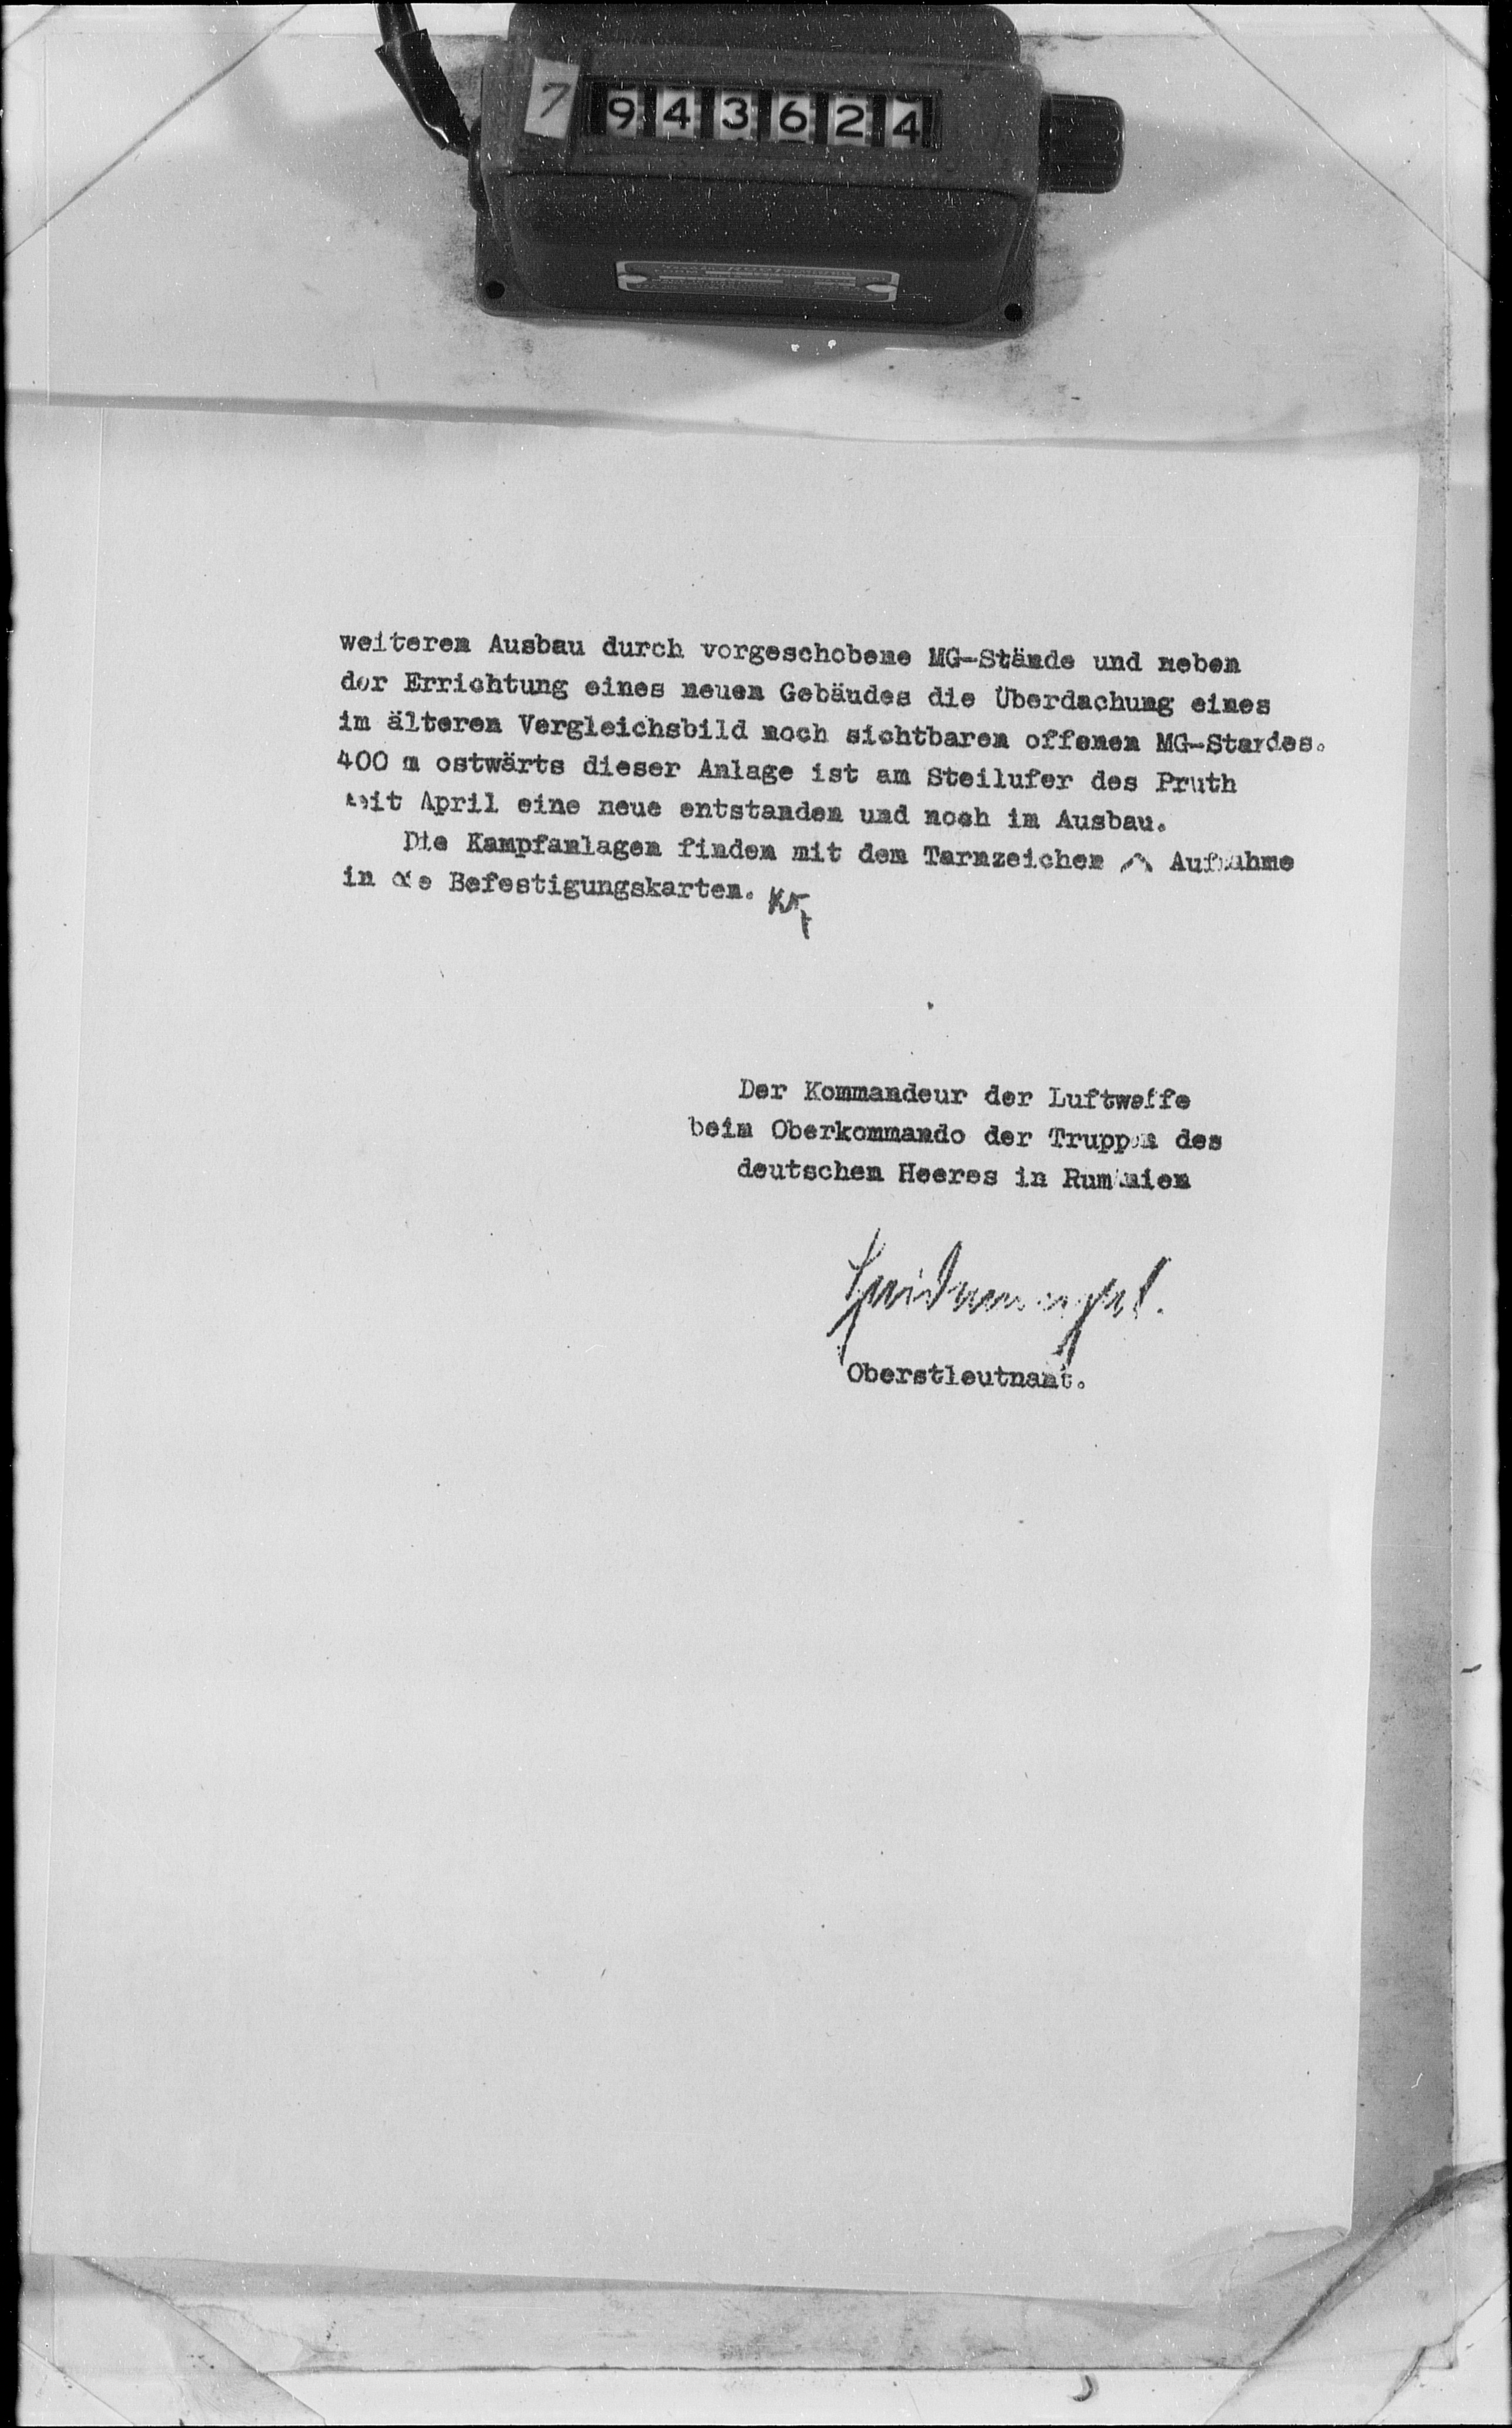 7 943624
weiteren Ausbau durch vorgeschobene MG-Stände und neben
der Errichtung eines neuen Gebäudes die Überdachung eines
im älteren Vergleichsbild noch sichtbaren offenen MG-Standes.
400 m ostwärts dieser Anlage ist am Steilufer des Pruth
seit April eine neue entstanden und noch im Ausbau.
Die Kampfanlagen finden mit dem Tarnzeichen Aufnahme
in die Befestigungskarten.
Der Kommandeur der Luftwaffe
beim Oberkommando der Truppen des
deutschen Heeres in Rumänien
Oberstleutnant.